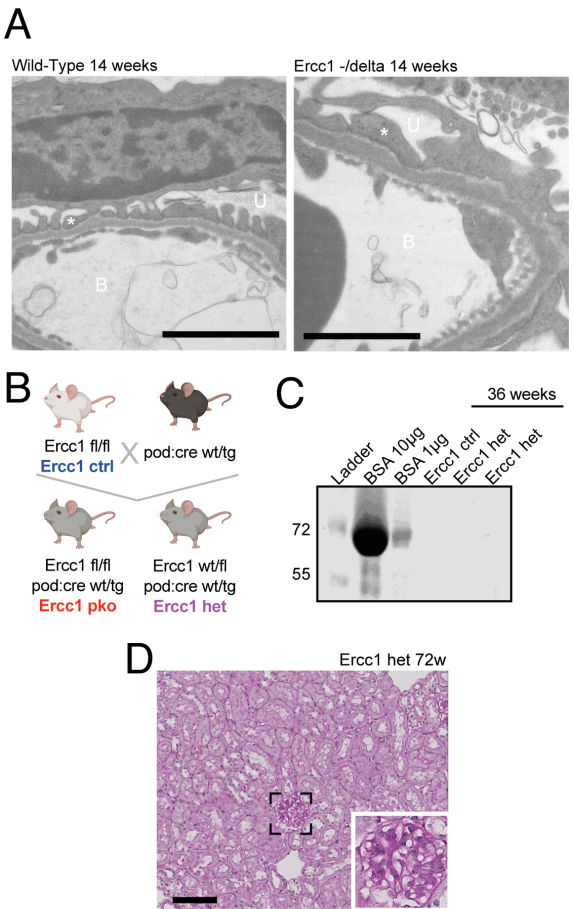 A
Wild-Type 14 weeks
Ercc1 -/delta 14 weeks
U
*
B
U
*
B
B
Ercc1 fl/fl
Ercc1 ctrl
X
pod:cre wt/tg
Ercc1 fl/fl
pod:cre wt/tg
Ercc1 pko
Ercc1 wt/fl
pod:cre wt/tg
Ercc1 het
C
36 weeks
Ladder
BSA 10µg
BSA 1µg
Ercc1 ctrl
Ercc1 het
Ercc1 het
72
55
D
Ercc1 het 72w